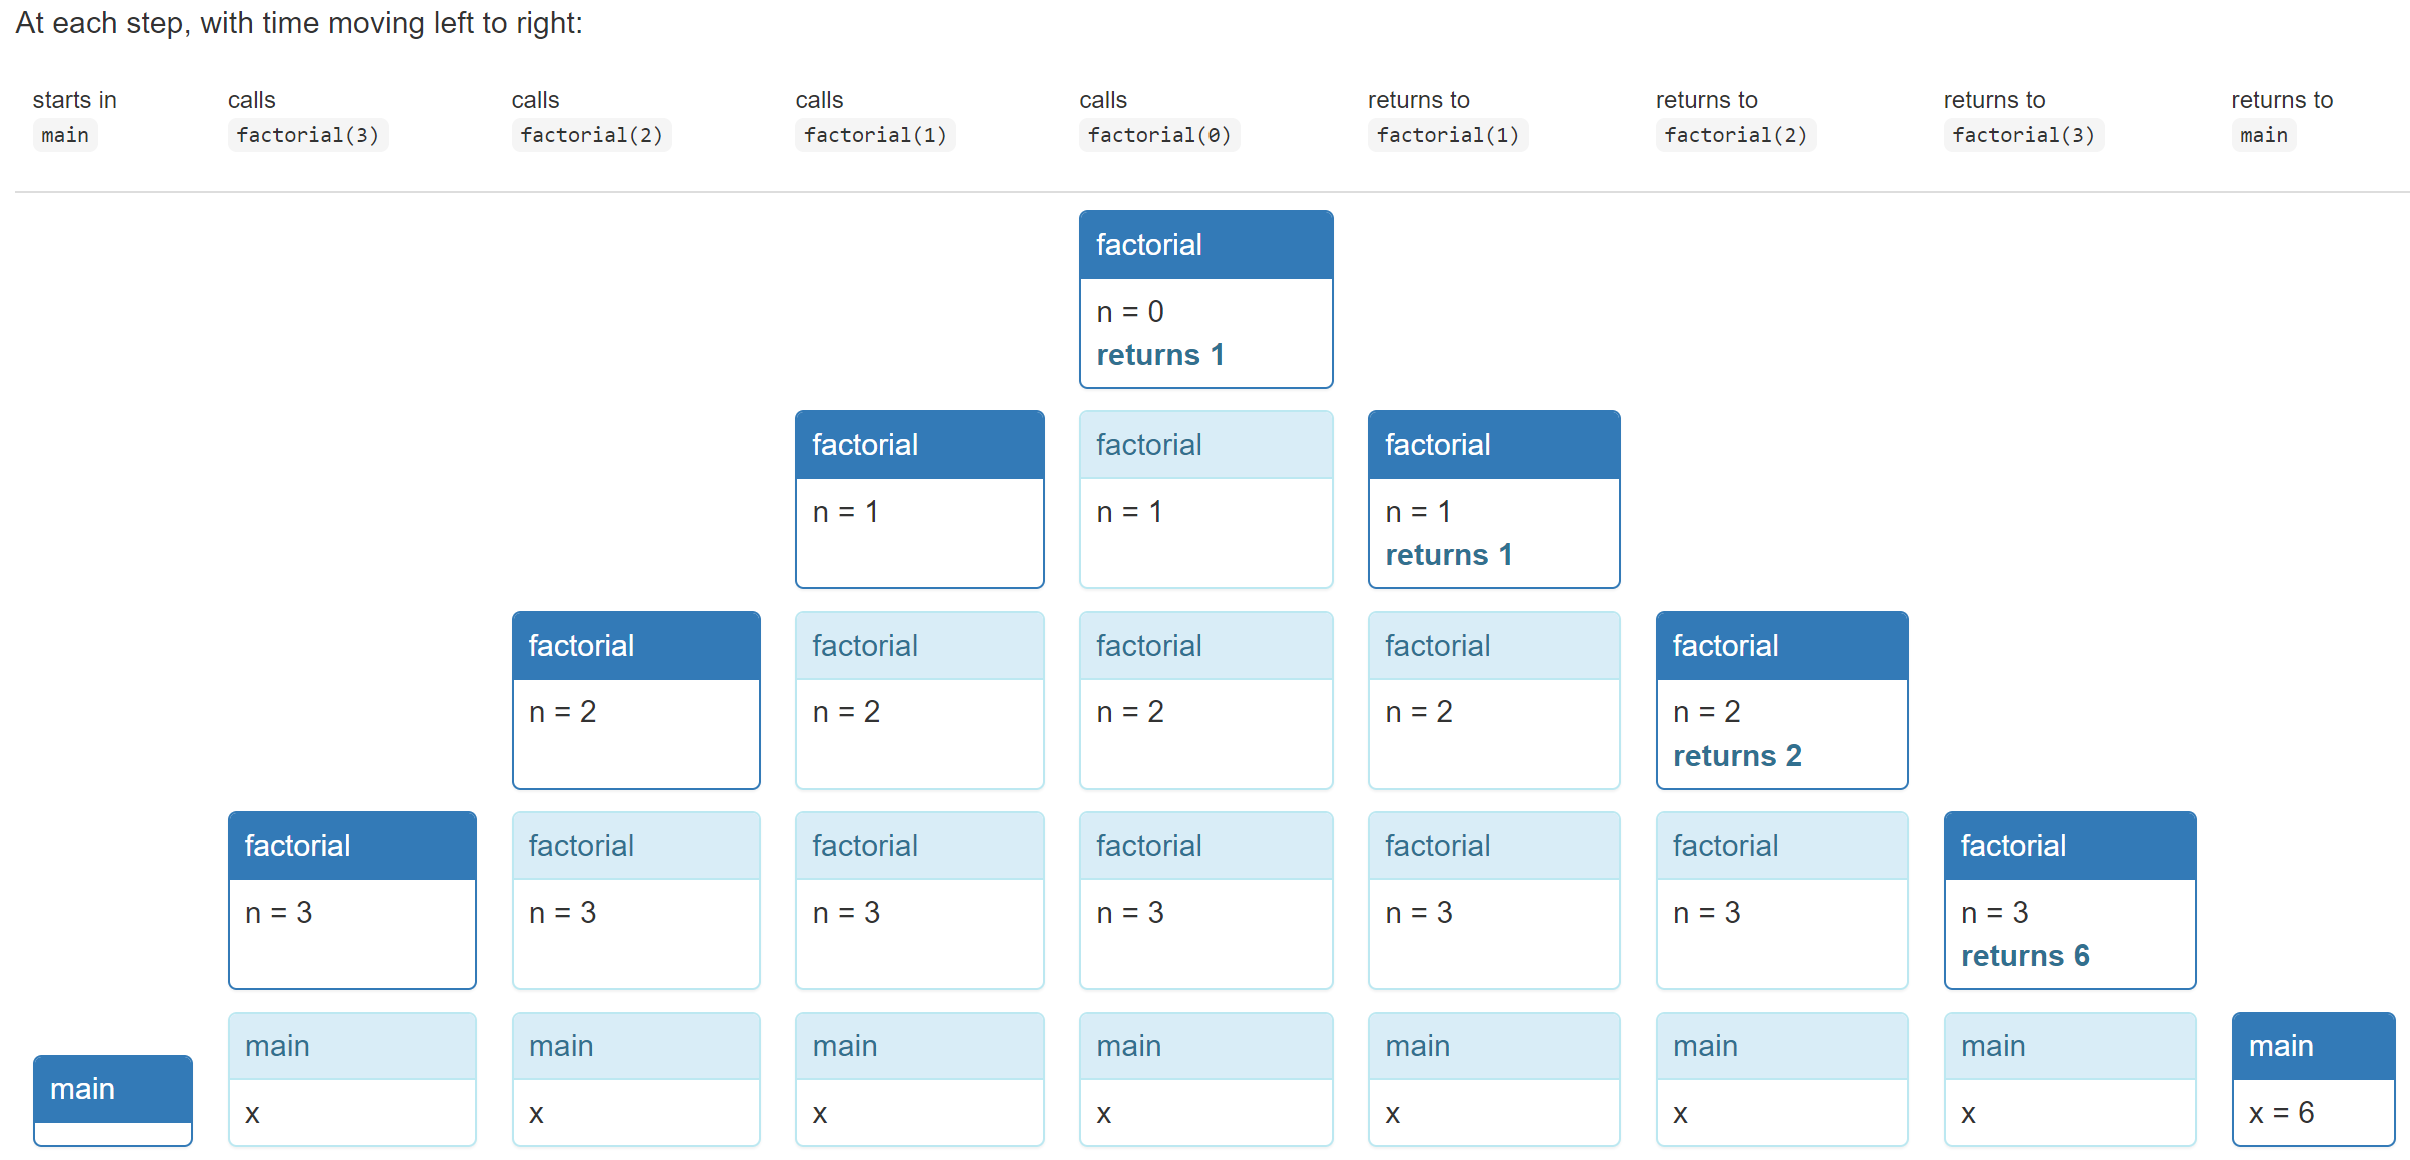 At each step, with time moving left to right:
starts in
main
calls
factorial(3)
calls
factorial(2)
calls
factorial(1)
calls
factorial(0)
returns to
factorial(1)
returns to
factorial(2)
returns to
factorial(3)
returns to
main
main
factorial
n = 3
main
x
factorial
n = 2
factorial
n = 3
main
x
factorial
n = 1
factorial
n = 2
factorial
n = 3
main
x
factorial
n = 0
returns 1
factorial
n = 1
factorial
n = 2
factorial
n = 3
main
x
factorial
n = 1
returns 1
factorial
n = 2
factorial
n = 3
main
x
factorial
n = 2
returns 2
factorial
n = 3
main
x
factorial
n = 3
returns 6
main
x
main
x = 6